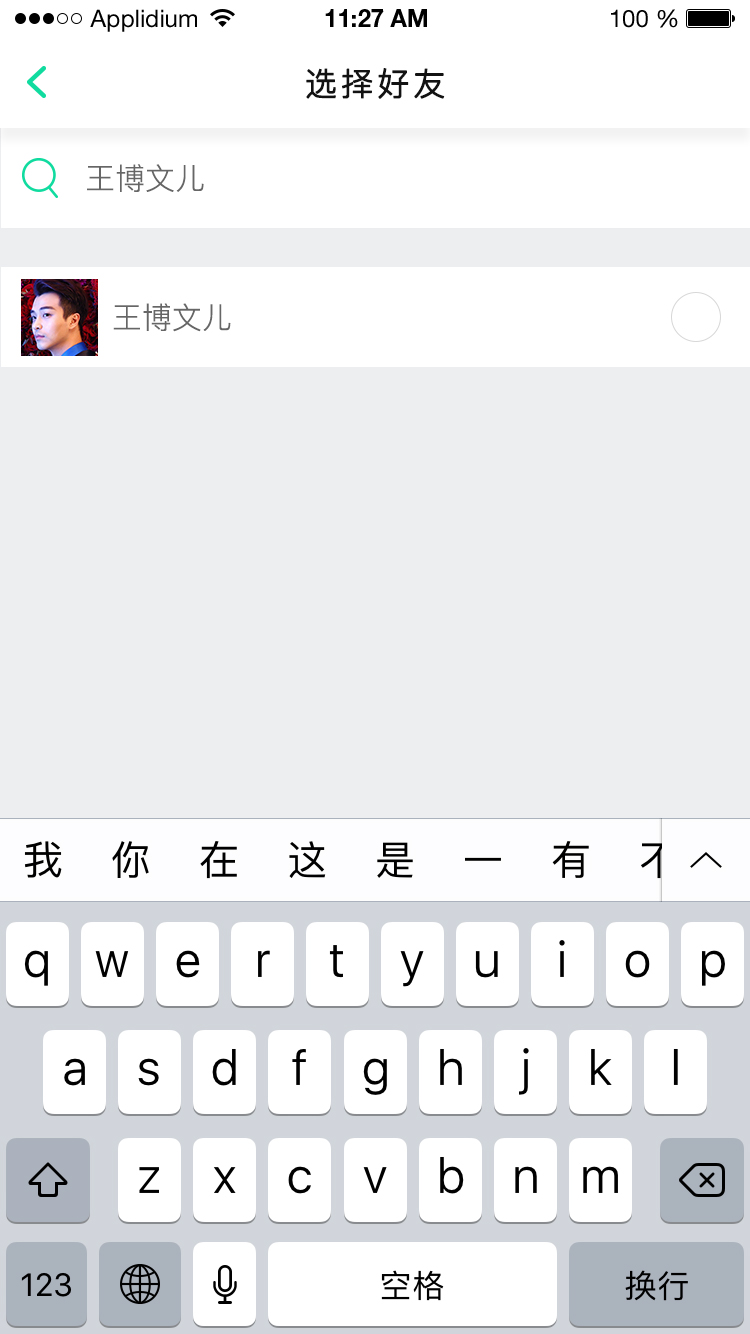 Applidium 11:27 AM 100 %
选择好友
王博文儿
王博文儿
我 你 在 这 是 一 有 不
q w e r t y u i o p
a s d f g h j k l
z x c v b n m
123 空格 换行